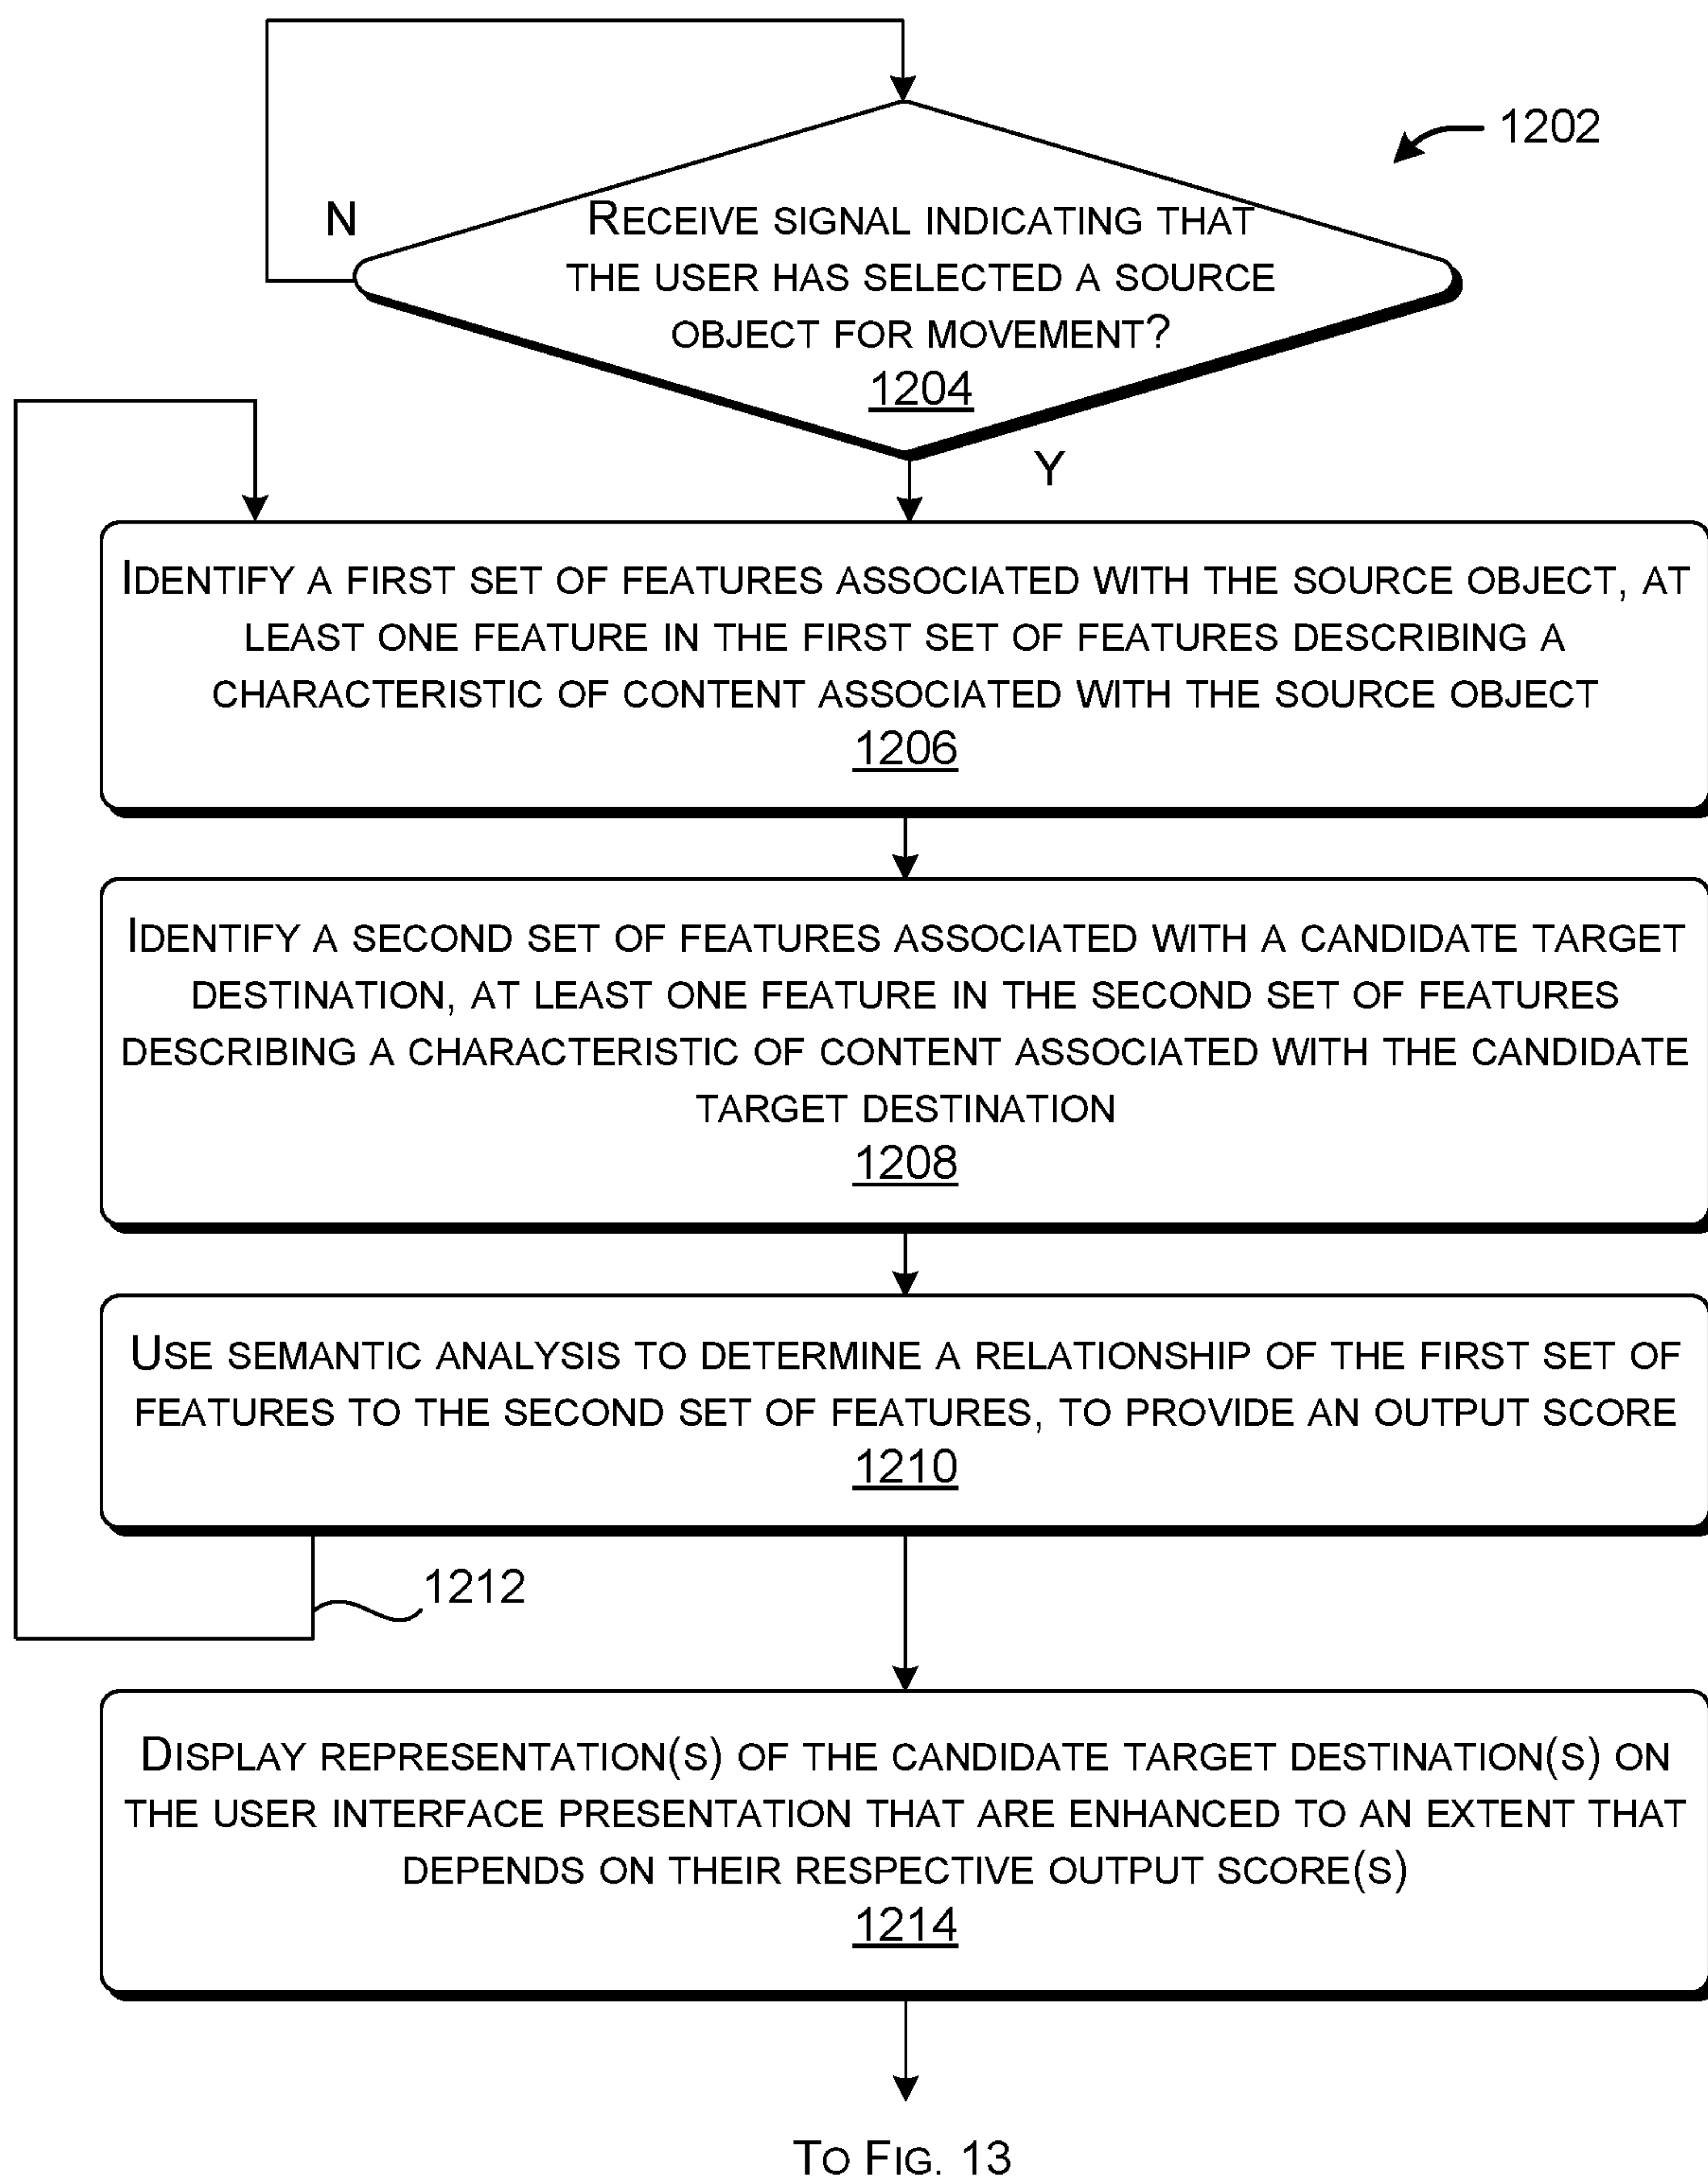 1202
N
RECEIVE SIGNAL INDICATING THAT
THE USER HAS SELECTED A SOURCE
OBJECT FOR MOVEMENT?
1204
Y
IDENTIFY A FIRST SET OF FEATURES ASSOCIATED WITH THE SOURCE OBJECT, AT
LEAST ONE FEATURE IN THE FIRST SET OF FEATURES DESCRIBING A
CHARACTERISTIC OF CONTENT ASSOCIATED WITH THE SOURCE OBJECT
1206
IDENTIFY A SECOND SET OF FEATURES ASSOCIATED WITH A CANDIDATE TARGET
DESTINATION, AT LEAST ONE FEATURE IN THE SECOND SET OF FEATURES
DESCRIBING A CHARACTERISTIC OF CONTENT ASSOCIATED WITH THE CANDIDATE
TARGET DESTINATION
1208
USE SEMANTIC ANALYSIS TO DETERMINE A RELATIONSHIP OF THE FIRST SET OF
FEATURES TO THE SECOND SET OF FEATURES, TO PROVIDE AN OUTPUT SCORE
1210
1212
DISPLAY REPRESENTATION(S) OF THE CANDIDATE TARGET DESTINATION(S) ON
THE USER INTERFACE PRESENTATION THAT ARE ENHANCED TO AN EXTENT THAT
DEPENDS ON THEIR RESPECTIVE OUTPUT SCORE(S)
1214
TO FIG. 13